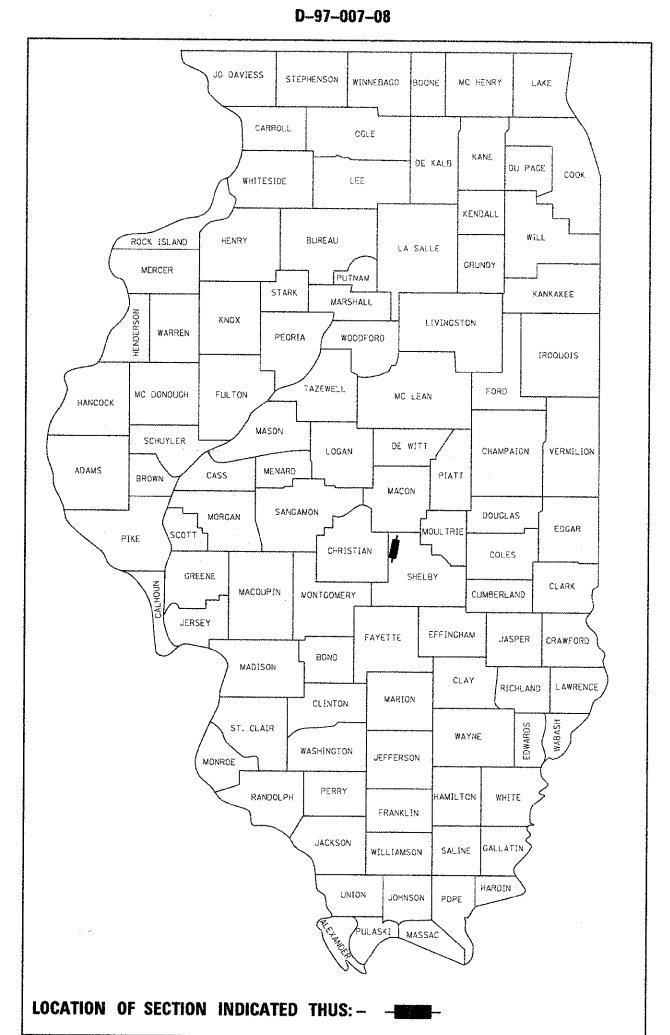 D-97-007-08
JO DAVIESS STEPHENSON WINNEBAGO BOONE MC HENRY LAKE
CARROLL OGLE DE KALB KANE DU PAGE COOK
WHITESIDE LEE
KENDALL
ROCK ISLAND HENRY BUREAU LA SALLE WILL
MERCER PUTNAM GRUNDY
STARK MARSHALL KANKAKEE
HENDERSON WARREN KNOX PEORIA WOODFORD LIVINGSTON
IROQUOIS
HANCOCK MC DONOUGH FULTON TAZEWELL MC LEAN FORD
SCHUYLER MASON LOGAN DE WITT CHAMPAIGN VERMILION
ADAMS BROWN CASS MENARD PIATT
MACON
PIKE SCOTT MORGAN SANGAMON MOULTRIE DOUGLAS EDGAR
CHRISTIAN COLES
GREENE SHELBY
CALHOUN MACOUPIN MONTGOMERY CUMBERLAND CLARK
JERSEY
FAYETTE EFFINGHAM JASPER CRAWFORD
MADISON BOND
CLAY RICHLAND LAWRENCE
CLINTON MARION
ST. CLAIR WAYNE EDWARDS WABASH
WASHINGTON JEFFERSON
MONROE
RANDOLPH PERRY HAMILTON WHITE
FRANKLIN
JACKSON WILLIAMSON SALINE GALLATIN
UNION JOHNSON POPE HARDIN
ALEXANDER PULASKI MASSAC
LOCATION OF SECTION INDICATED THUS: -